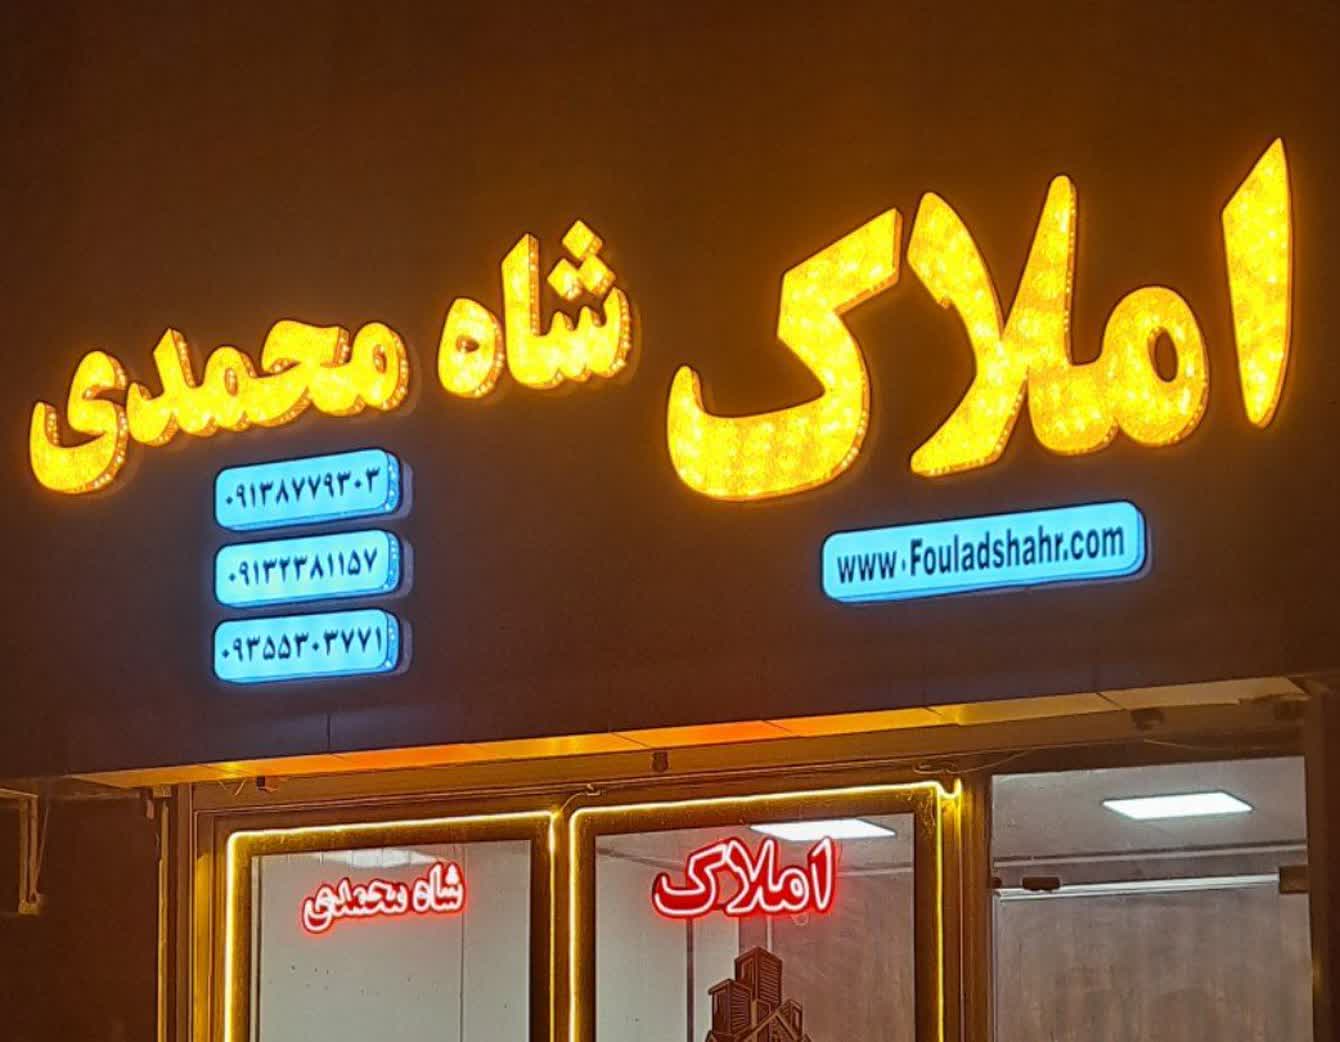 املاک شاه محمدی
۰۹۱۳۸۷۷۹۳۰۳
۰۹۱۳۲۳۸۱۱۵۷
۰۹۳۵۵۳۰۳۷۷۱
www.Fouladshahr.com
املاک شاه محمدی